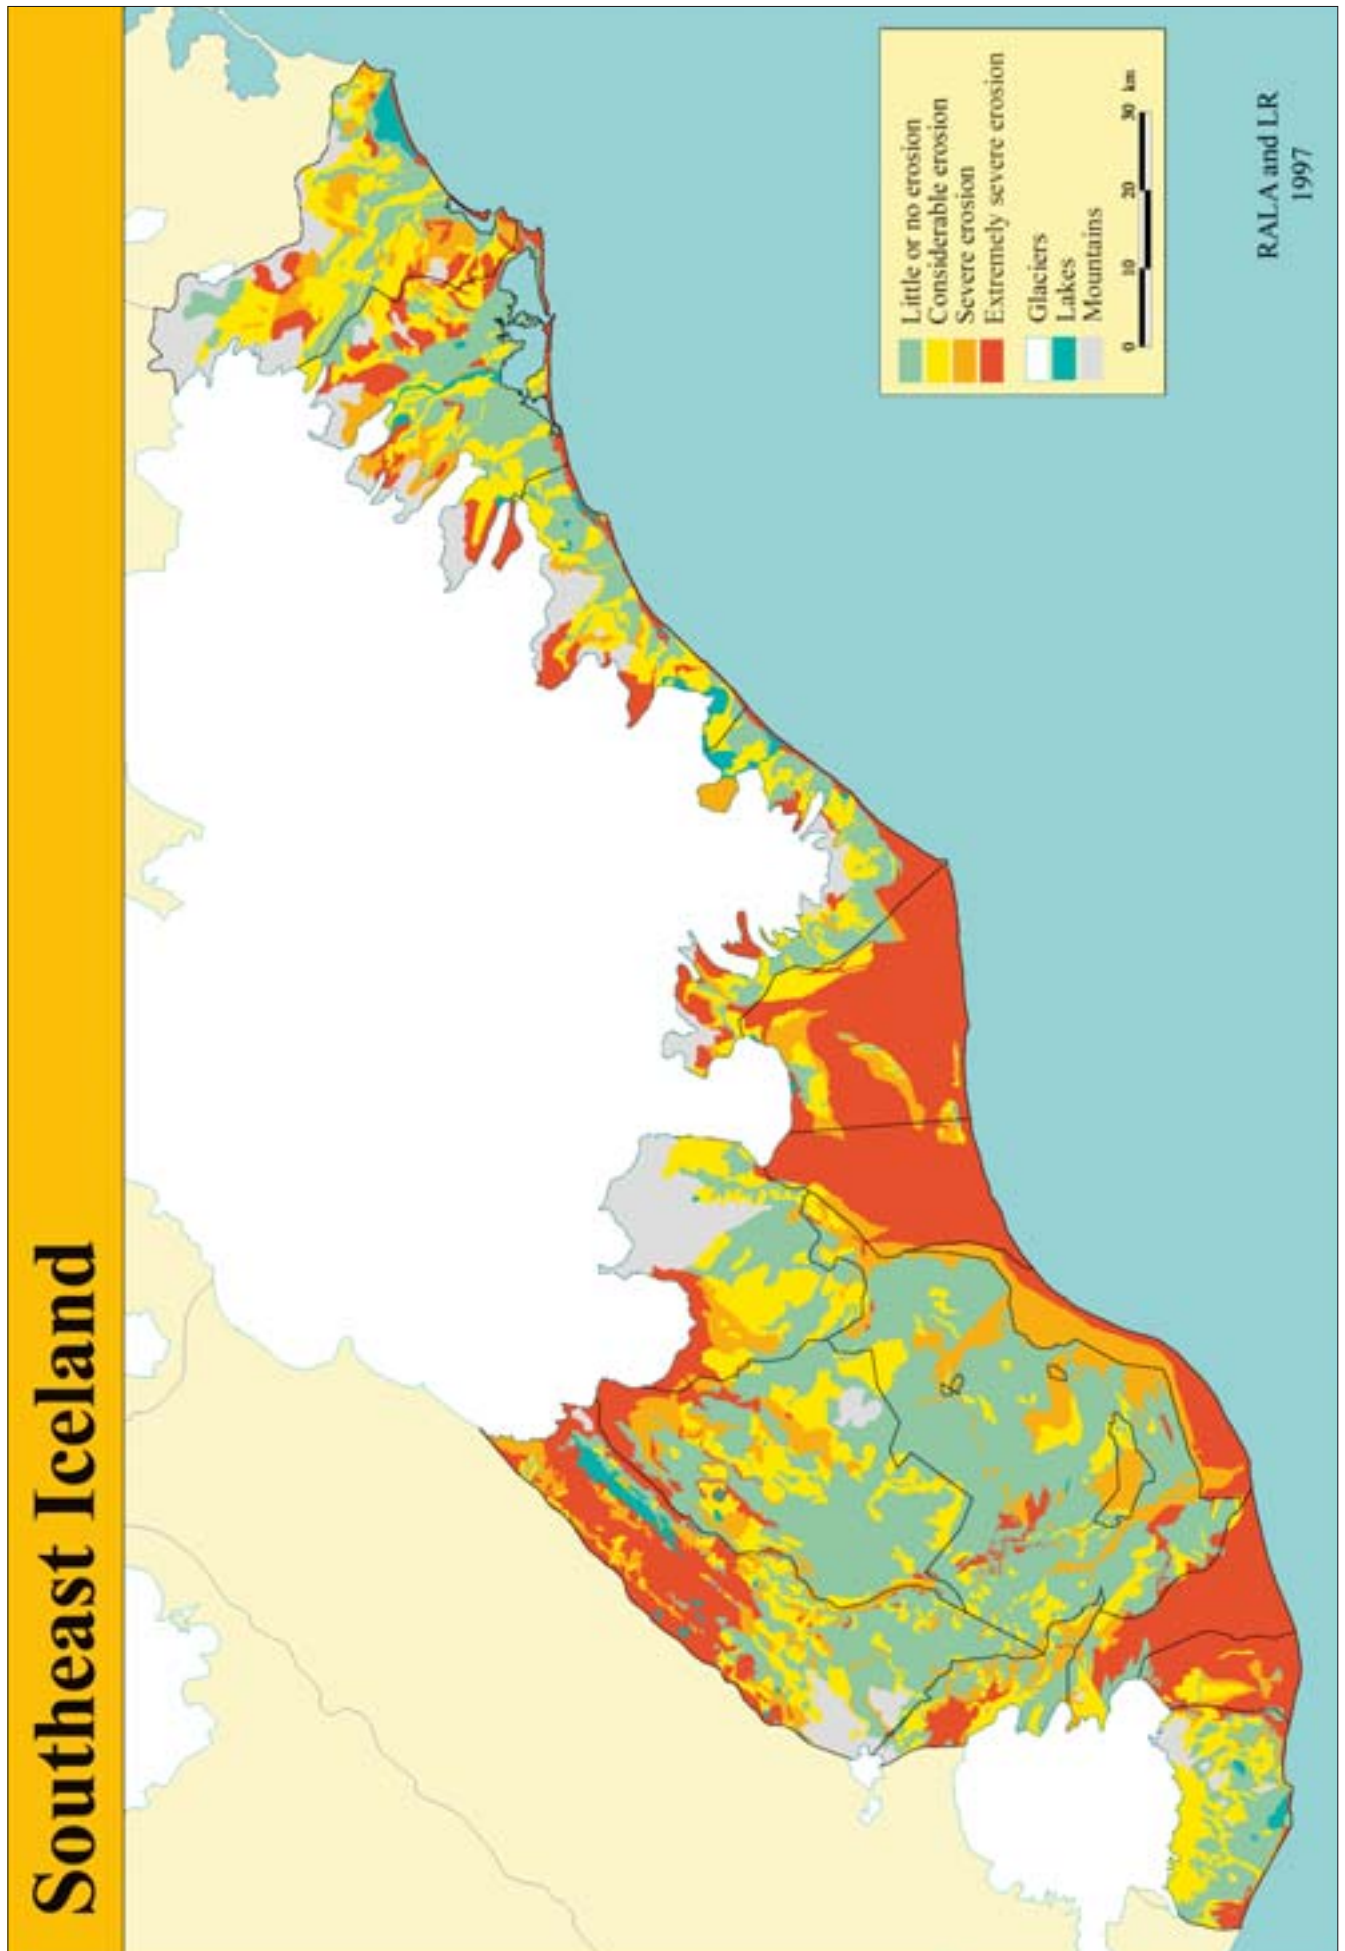 Southeast Iceland
Little or no erosion
Considerable erosion
Severe erosion
Extremely severe erosion
Glaciers
Lakes
Mountains
0 10 20 30 km
RALA and LR
1997